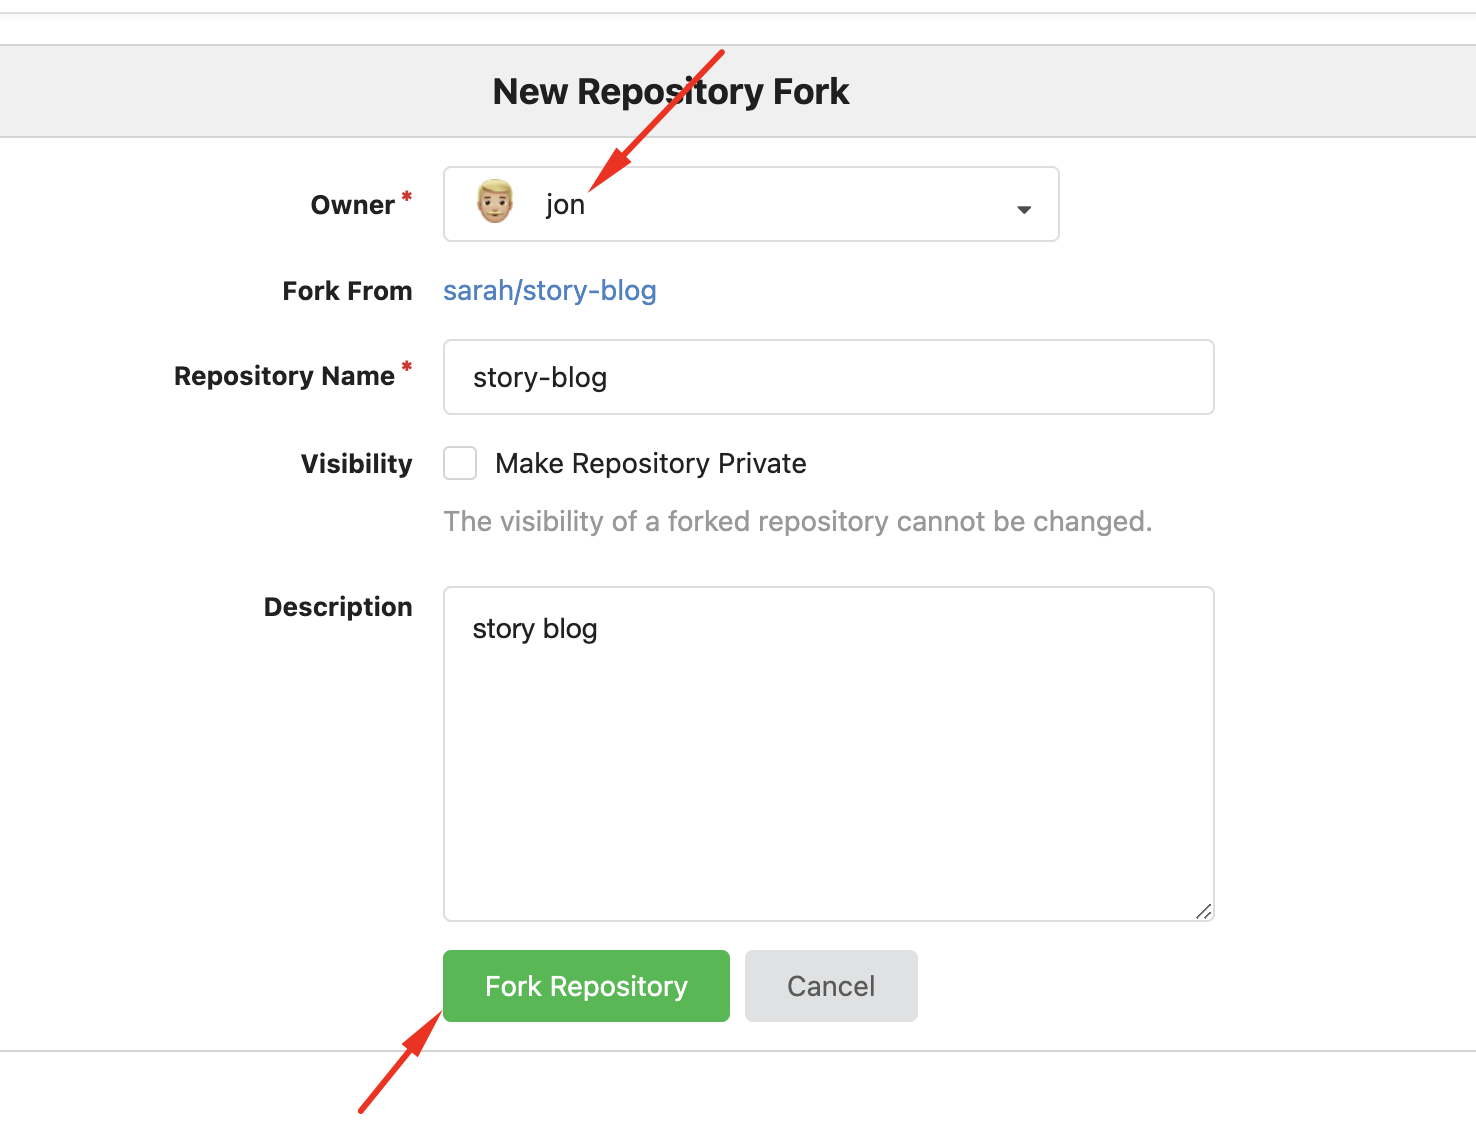 New Repository Fork
Owner * jon
Fork From sarah/story-blog
Repository Name * story-blog
Visibility Make Repository Private
The visibility of a forked repository cannot be changed.
Description story blog
Fork Repository Cancel